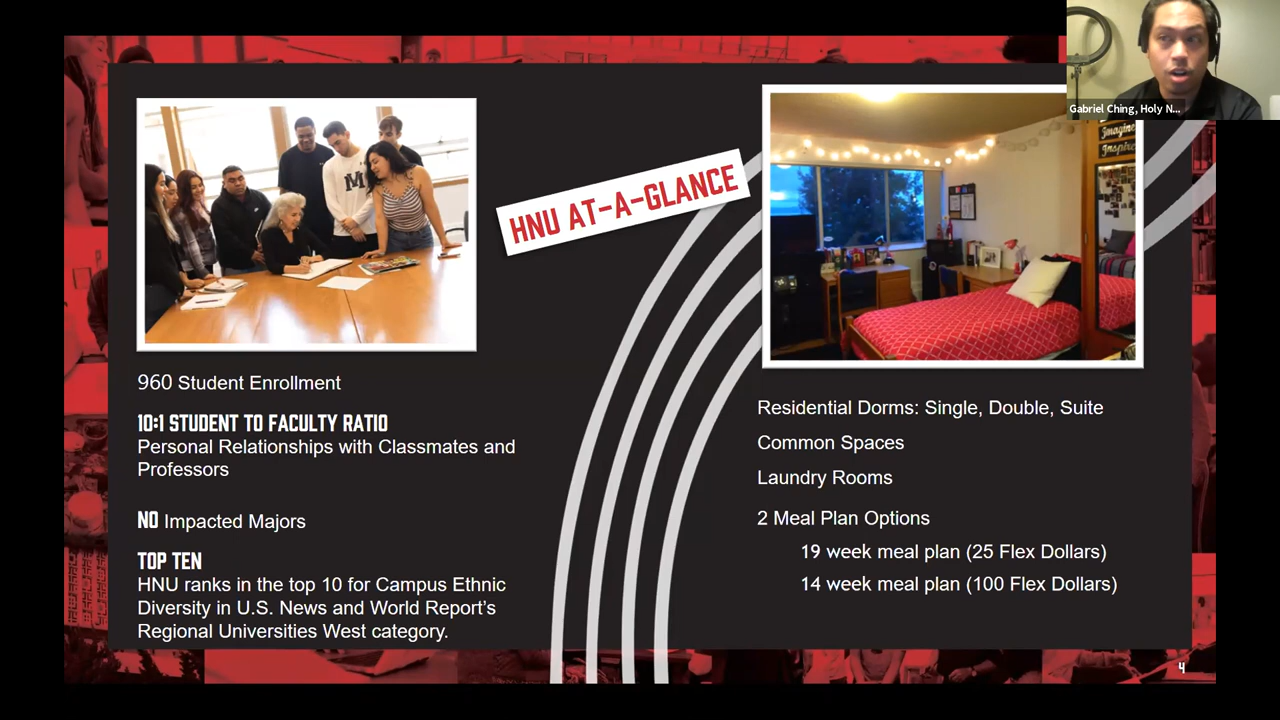 Gabriel Ching, Holy N...
HNU AT-A-GLANCE
M
Imagine
Inspire
960 Student Enrollment
10:1 STUDENT TO FACULTY RATIO
Personal Relationships with Classmates and
Professors
NO Impacted Majors
TOP TEN
HNU ranks in the top 10 for Campus Ethnic
Diversity in U.S. News and World Report's
Regional Universities West category.
Residential Dorms: Single, Double, Suite
Common Spaces
Laundry Rooms
2 Meal Plan Options
19 week meal plan (25 Flex Dollars)
14 week meal plan (100 Flex Dollars)
4